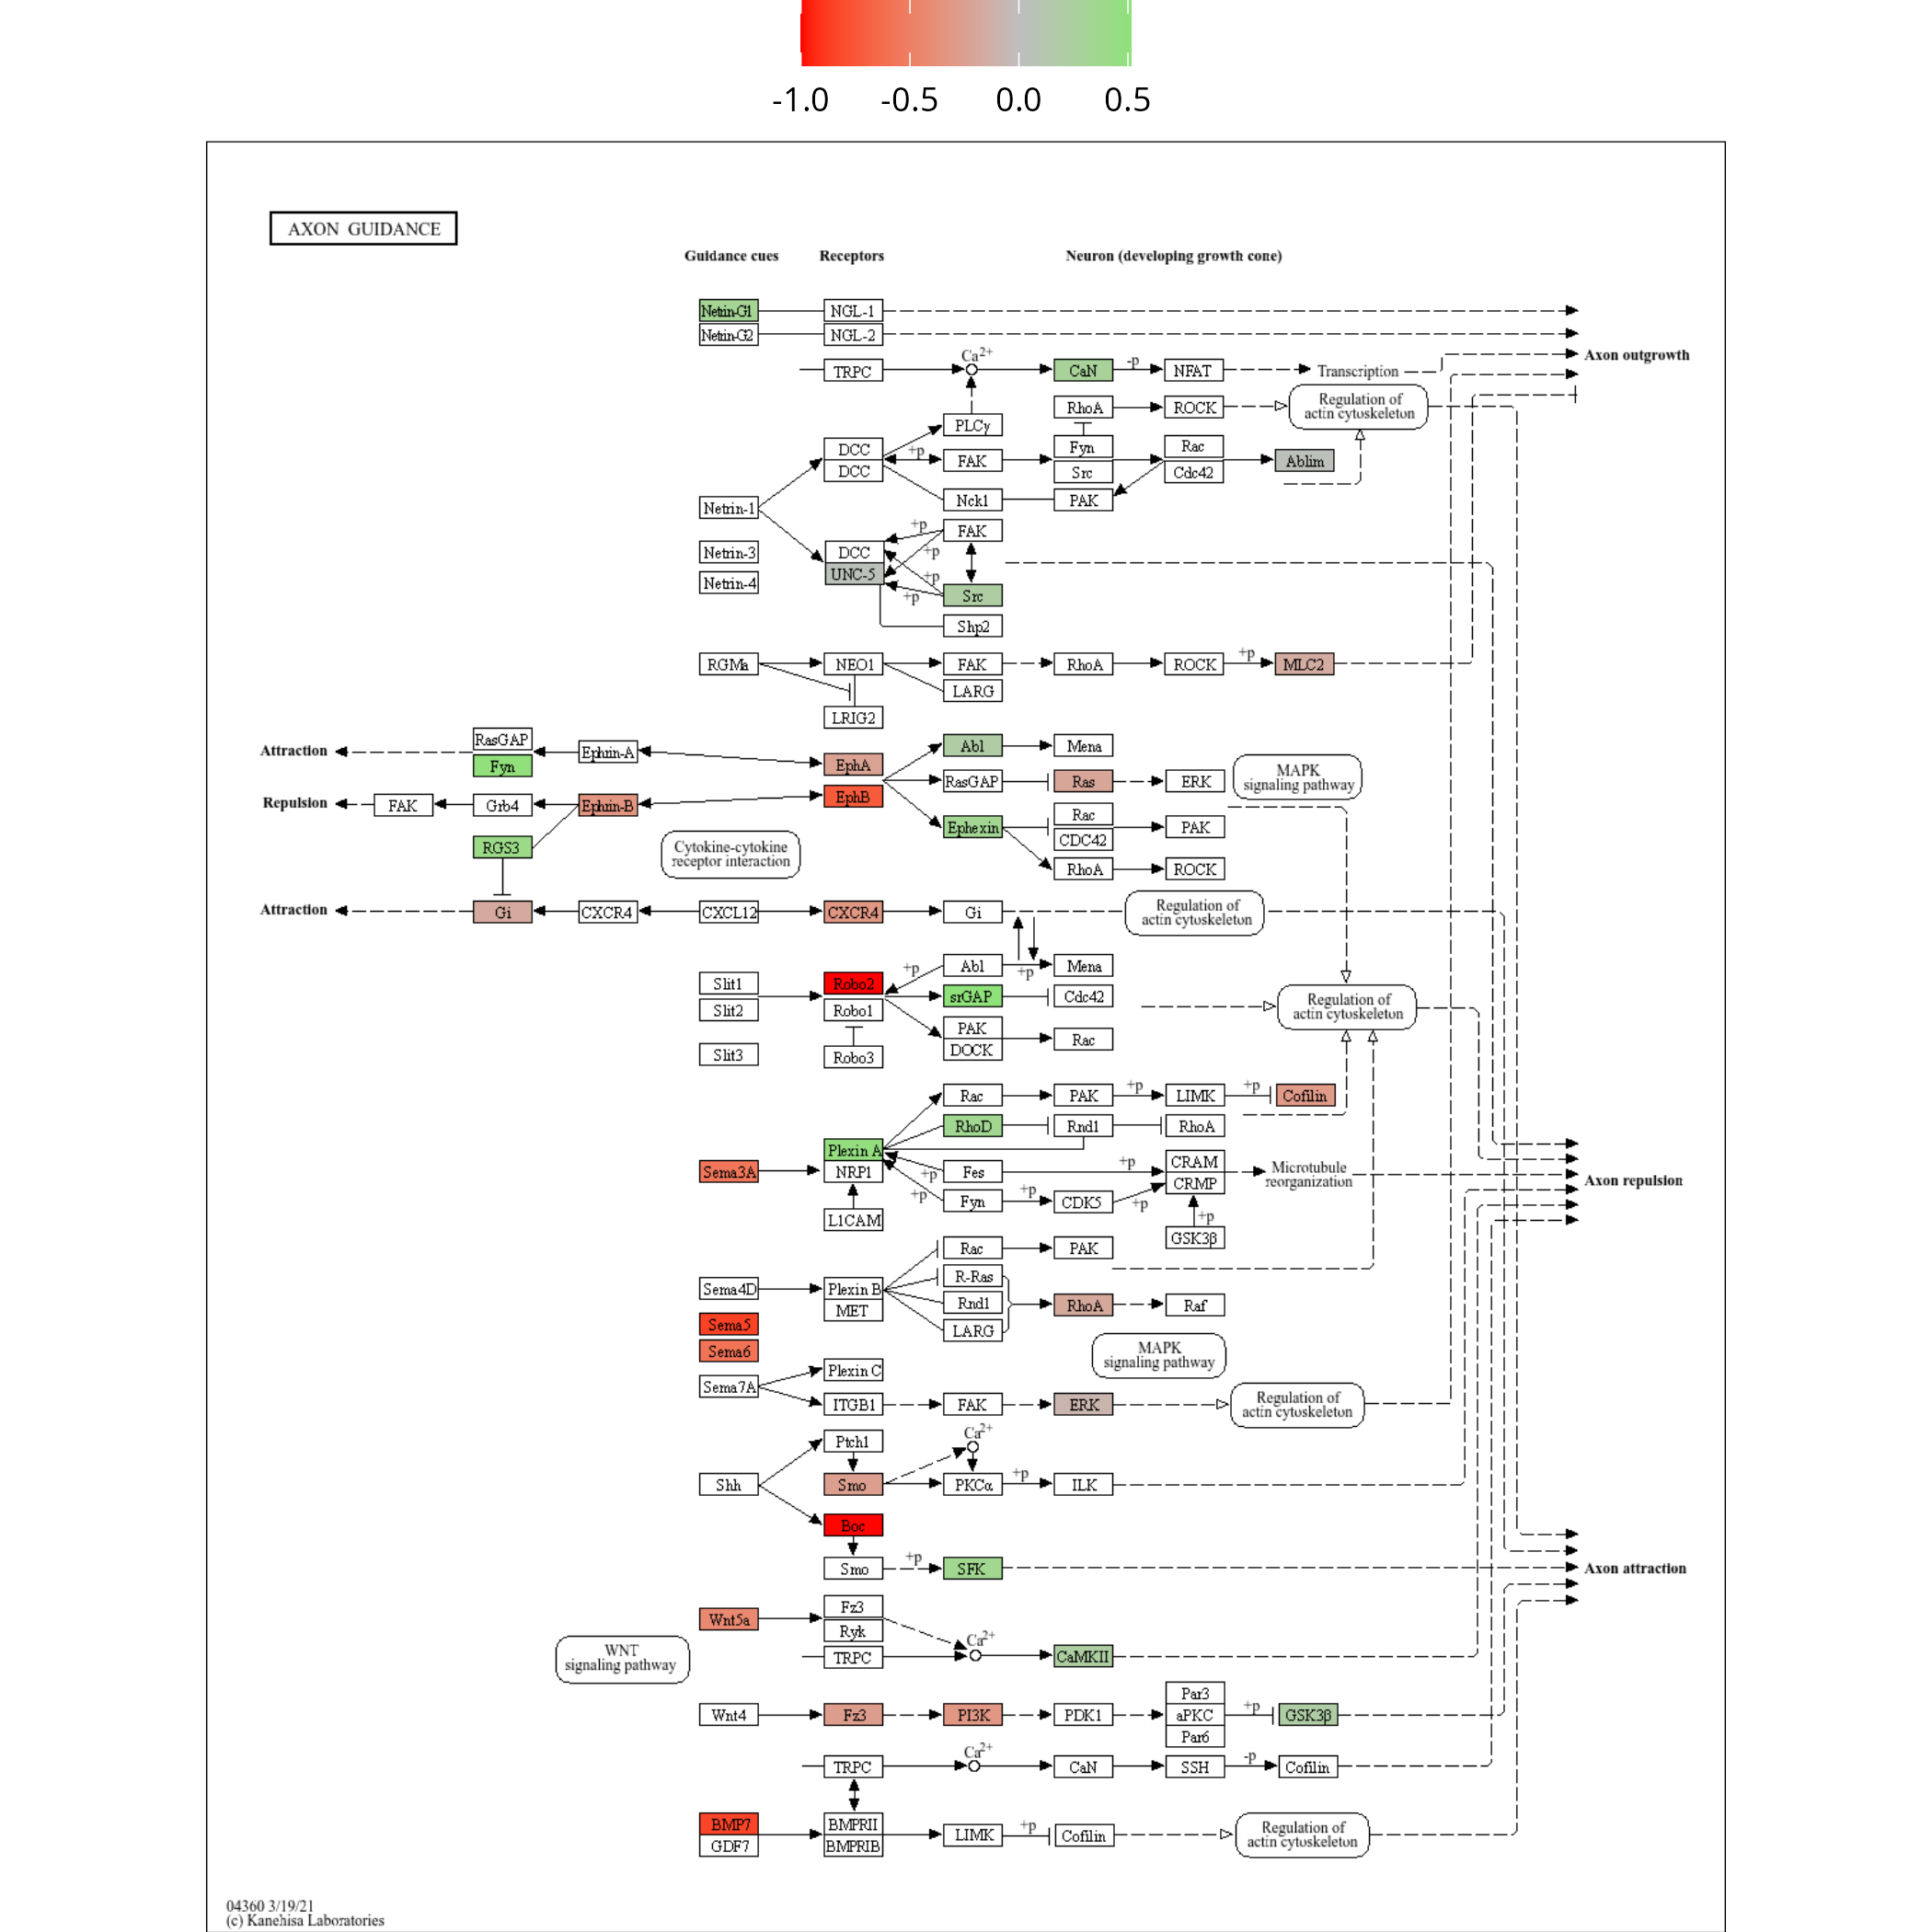 -1.0 -0.5 0.0 0.5
AXON GUIDANCE
Guidance cues Receptors Neuron (developing growth cone)
Netrin-G1 NGL-1
Netrin-G2 NGL-2
Axon outgrowth
TRPC Ca2+ CaN -p NFAT Transcription
RhoA ROCK Regulation of
actin cytoskeleton
PLCγ
DCC +p FAK Fyn Rac Ablim
DCC Src Cdc42
Netrin-1 Nck1 PAK
+p FAK
Netrin-3 DCC +p
UNC-5 +p
Netrin-4 +p Src
Shp2
RGMa NEO1 FAK RhoA ROCK +p MLC2
LARG
LRIG2
RasGAP Abl Mena
Attraction Ephrin-A EphA
Fyn RasGAP Ras ERK MAPK
signaling pathway
Repulsion FAK Grb4 Ephrin-B EphB
Rac
Ephexin CDC42 PAK
RGS3 Cytokine-cytokine
receptor interaction
RhoA ROCK
Attraction Gi CXCR4 CXCL12 CXCR4 Gi Regulation of
actin cytoskeleton
+p Abl +p Mena
Slit1 Robo2 srGAP Cdc42 Regulation of
actin cytoskeleton
Slit2 Robo1
PAK
DOCK Rac
Slit3 Robo3
Rac PAK +p LIMK +p Cofilin
RhoD Rnd1 RhoA
Plexin A
Sema3A NRP1 +p Fes +p CRAM Microtubule
reorganization
Axon repulsion
CRMP
+p Fyn +p CDK5 +p
L1CAM +p
GSK3β
Rac PAK
Sema4D Plexin B R-Ras
MET Rnd1 RhoA Raf
Sema5 LARG
Sema6 MAPK
signaling pathway
Plexin C
Sema7A
ITGB1 FAK ERK Regulation of
actin cytoskeleton
Ptch1 Ca2+
Shh Smo PKCα +p ILK
Boc
Smo +p SFK Axon attraction
Wnt5a Fz3
Ryk Ca2+
WNT
signaling pathway
TRPC CaMKII
Par3
Wnt4 Fz3 PI3K PDK1 aPKC +p GSK3β
Par6
TRPC Ca2+ CaN SSH -p Cofilin
BMP7 BMPRII
GDF7 BMPRIB LIMK +p Cofilin Regulation of
actin cytoskeleton
04360 3/19/21
(c) Kanehisa Laboratories